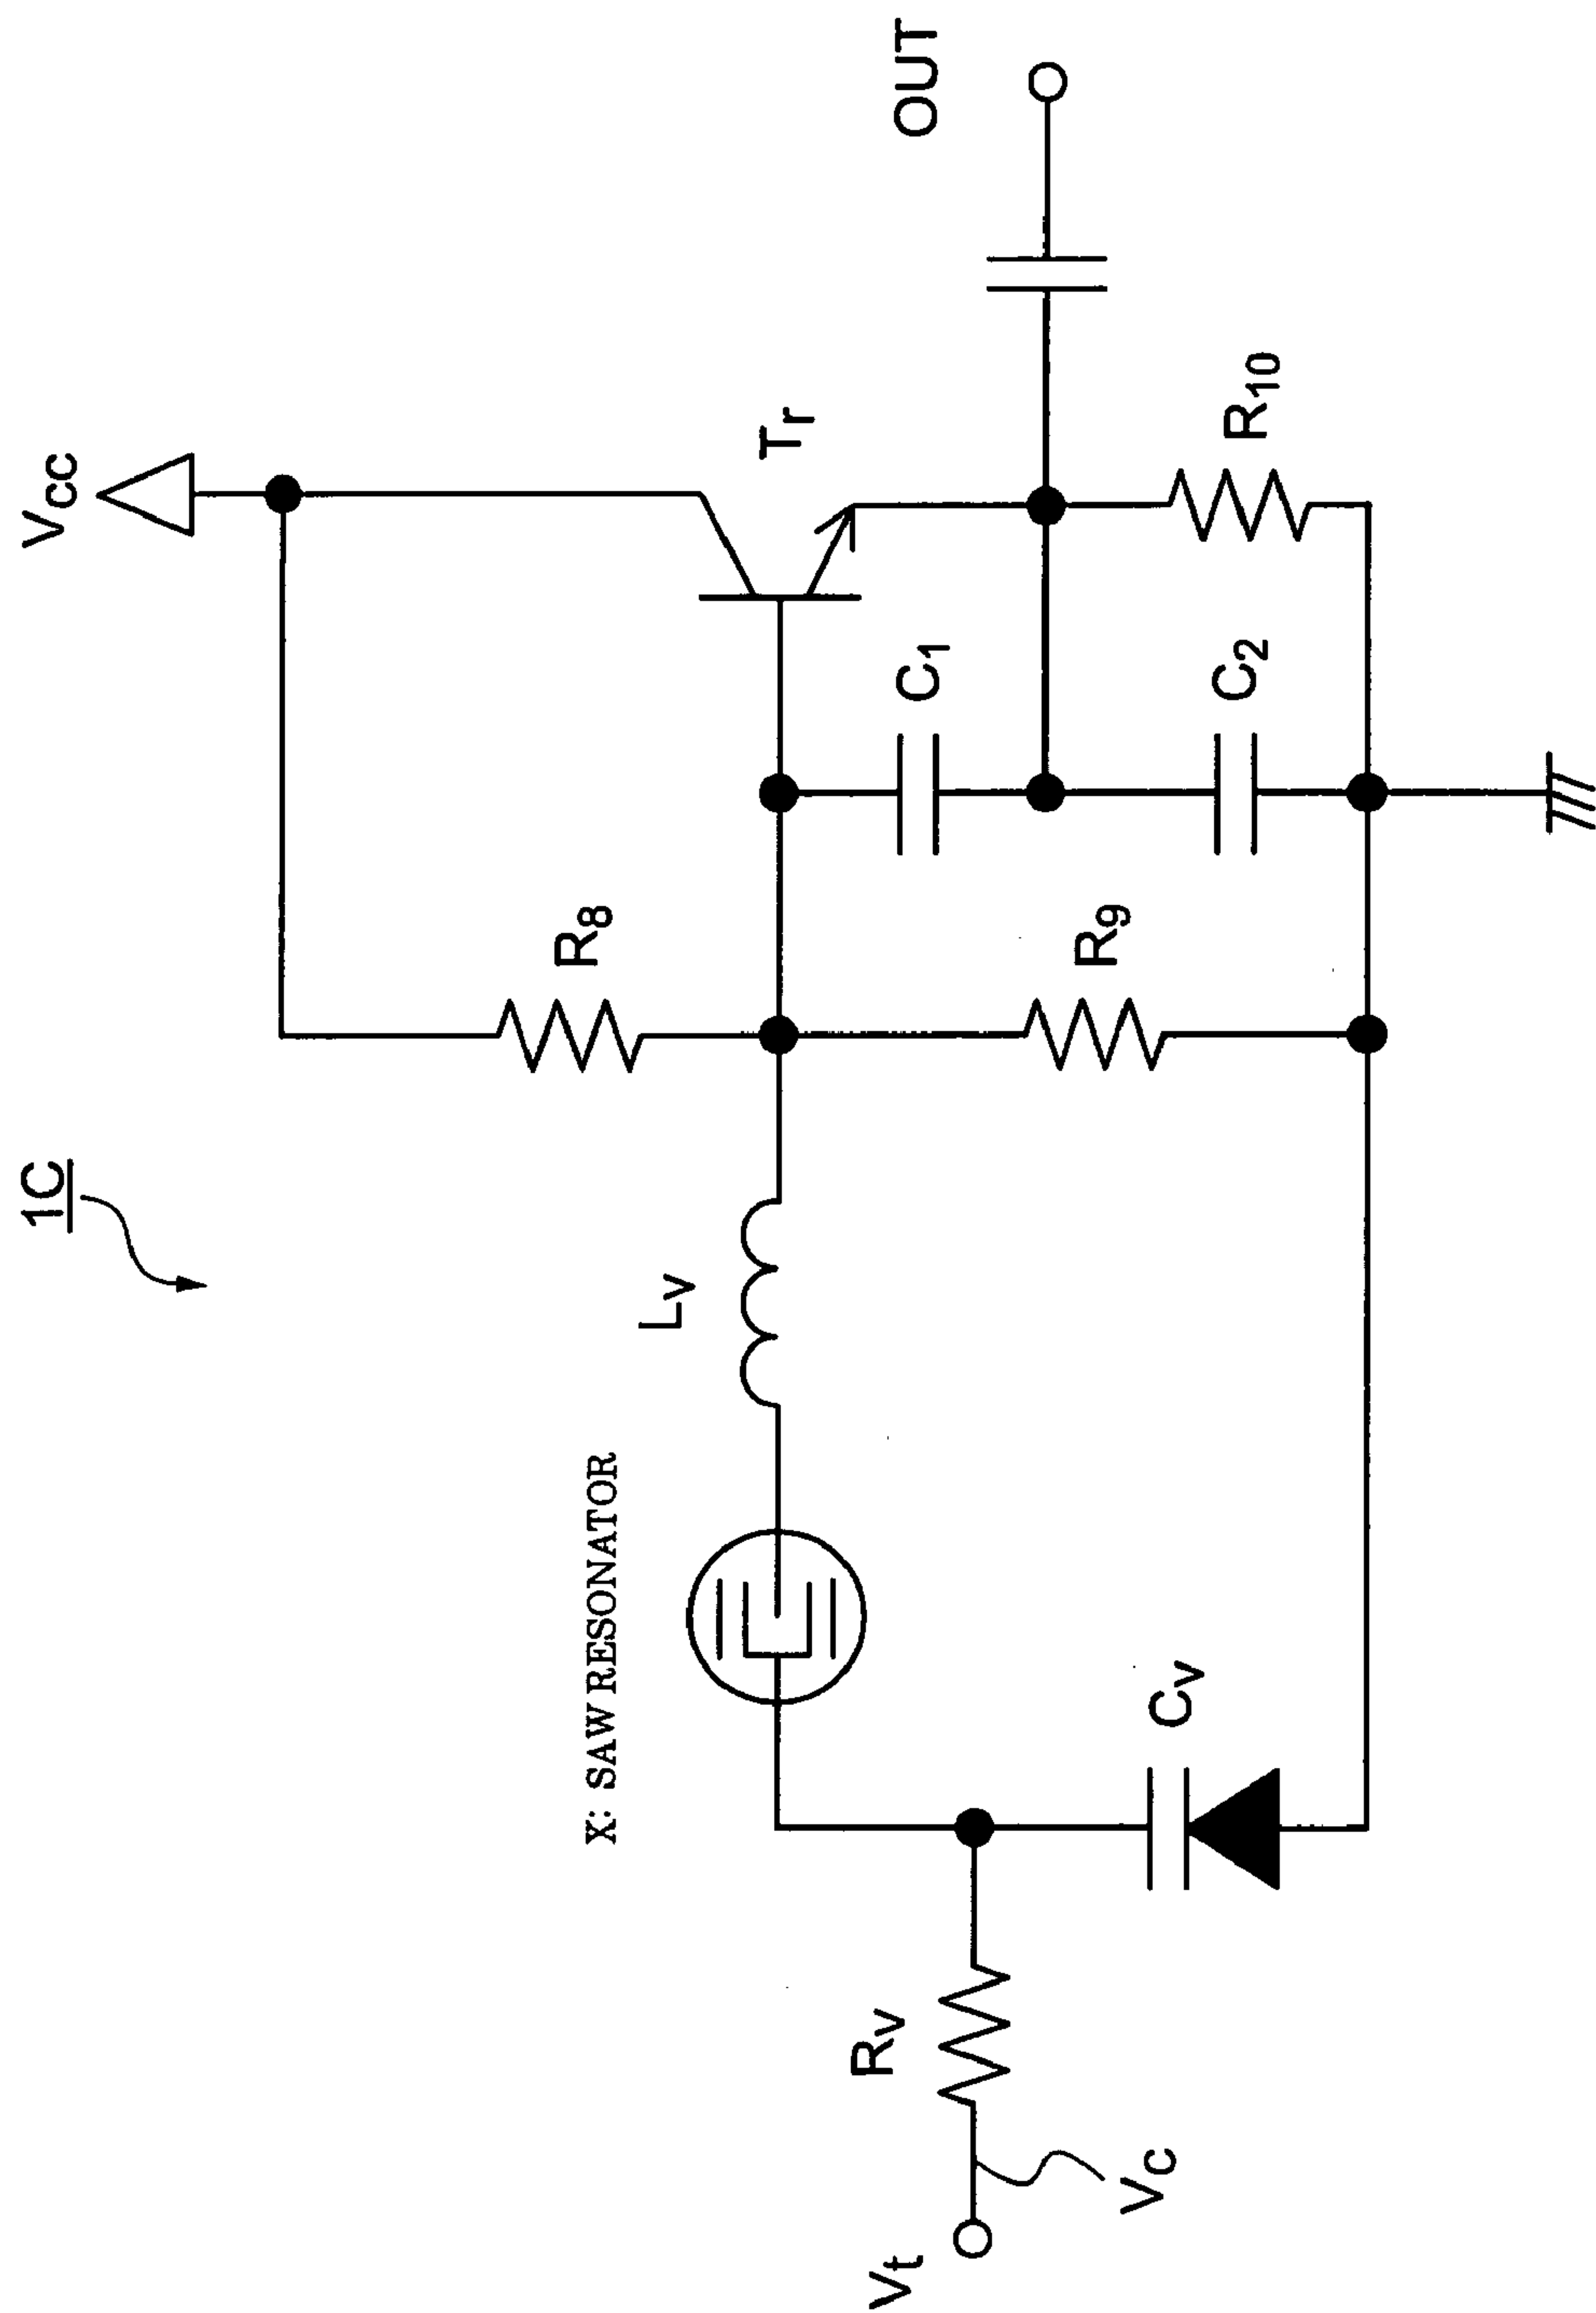 1C
VCC
OUT
Tr
R8
C1
LV
X: SAW RESONATOR
R9
C2
R10
CV
RV
Vt
VC